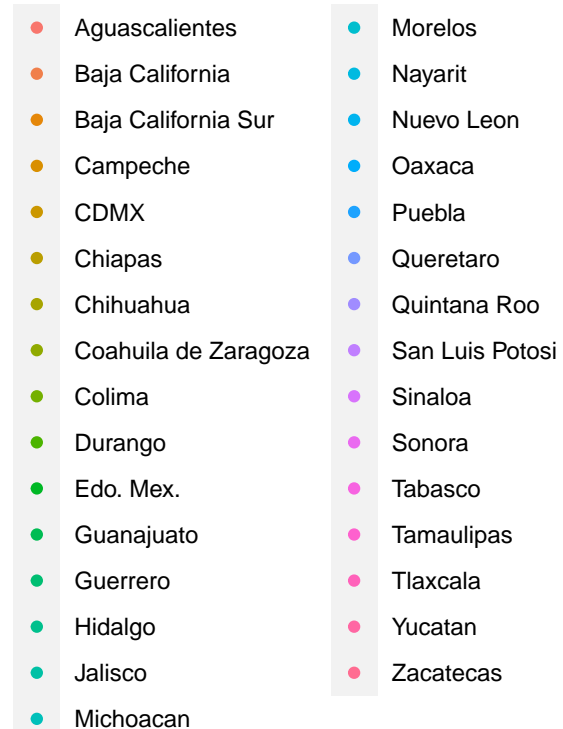 Aguascalientes
Baja California
Baja California Sur
Campeche
CDMX
Chiapas
Chihuahua
Coahuila de Zaragoza
Colima
Durango
Edo. Mex.
Guanajuato
Guerrero
Hidalgo
Jalisco
Michoacan
Morelos
Nayarit
Nuevo Leon
Oaxaca
Puebla
Queretaro
Quintana Roo
San Luis Potosi
Sinaloa
Sonora
Tabasco
Tamaulipas
Tlaxcala
Yucatan
Zacatecas